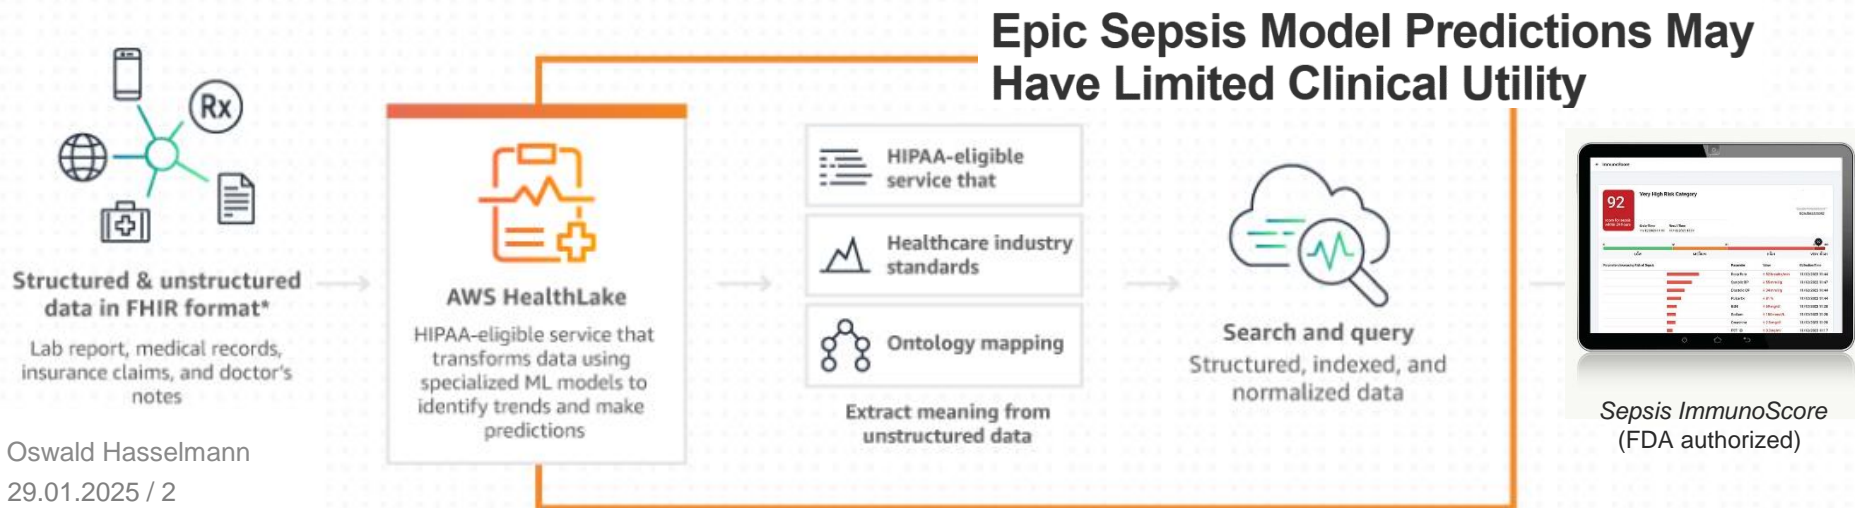 Epic Sepsis Model Predictions May
Have Limited Clinical Utility
Rx
Structured & unstructured
data in FHIR format*
Lab report, medical records,
insurance claims, and doctor's
notes
AWS HealthLake
HIPAA-eligible service that
transforms data using
specialized ML models to
identify trends and make
predictions
HIPAA-eligible
service that
Healthcare industry
standards
Ontology mapping
Extract meaning from
unstructured data
Search and query
Structured, indexed, and
normalized data
ImmunoScore
92
Very High Risk Category
Sepsis ImmunoScore
(FDA authorized)
Oswald Hasselmann
29.01.2025 / 2